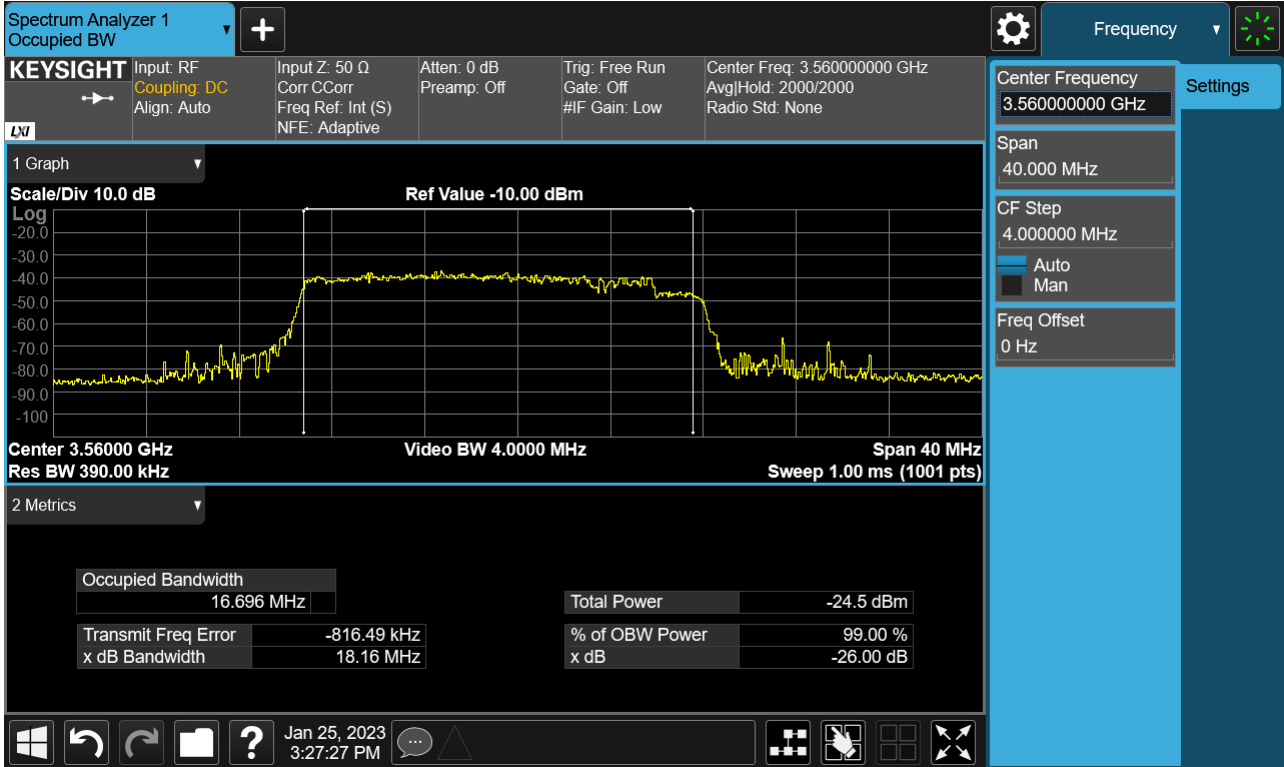 Spectrum Analyzer 1
Occupied BW
+
Frequency
KEYSIGHT
LXI
Input: RF
Coupling: DC
Align: Auto
Input Z: 50 Ω
Corr CCorr
Freq Ref: Int (S)
NFE: Adaptive
Atten: 0 dB
Preamp: Off
Trig: Free Run
Gate: Off
#IF Gain: Low
Center Freq: 3.560000000 GHz
Avg|Hold: 2000/2000
Radio Std: None
1 Graph
Scale/Div 10.0 dB
Ref Value -10.00 dBm
Log
-20.0
-30.0
-40.0
-50.0
-60.0
-70.0
-80.0
-90.0
-100
Center 3.56000 GHz
Video BW 4.0000 MHz
Span 40 MHz
Res BW 390.00 kHz
Sweep 1.00 ms (1001 pts)
2 Metrics
Occupied Bandwidth
16.696 MHz
Total Power -24.5 dBm
Transmit Freq Error -816.49 kHz
% of OBW Power 99.00 %
x dB Bandwidth 18.16 MHz
x dB -26.00 dB
Center Frequency
3.560000000 GHz
Settings
Span
40.000 MHz
CF Step
4.000000 MHz
Auto
Man
Freq Offset
0 Hz
?
Jan 25, 2023
3:27:27 PM